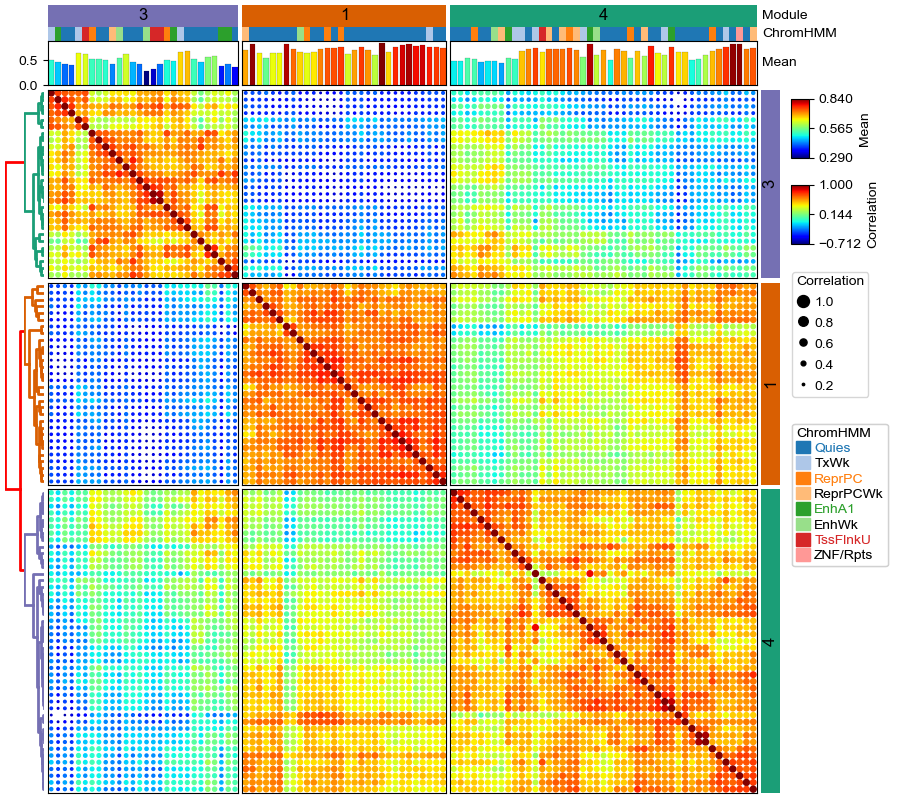 3 1 4 Module
ChromHMM
0.5
0.0
Mean
3
1
4
0.840
0.565
0.290
Mean
1.000
0.144
−0.712
Correlation
Correlation
1.0
0.8
0.6
0.4
0.2
ChromHMM
Quies
TxWk
ReprPC
ReprPCWk
EnhA1
EnhWk
TssFlnkU
ZNF/Rpts